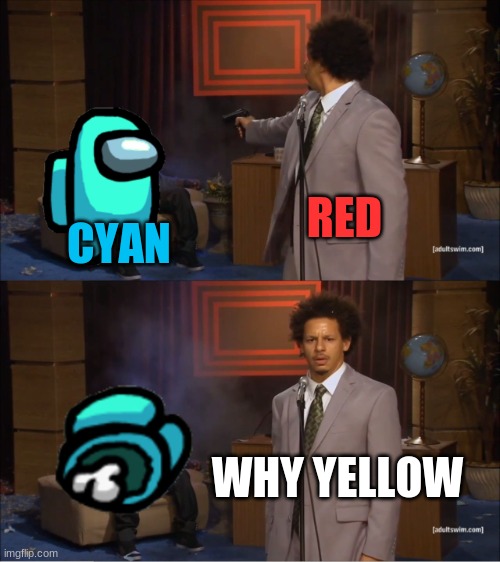 RED
CYAN
[adultswim.com]
WHY YELLOW
[adultswim.com]
imgflip.com